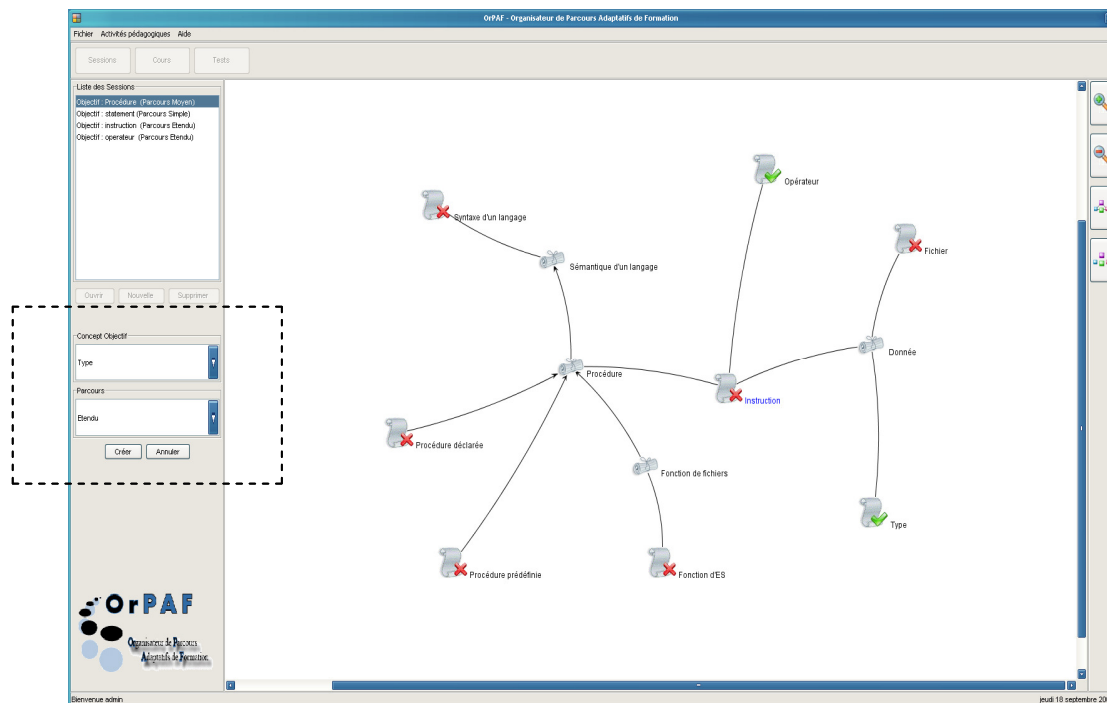 OrPAF - Organisateur de Parcours Adaptatifs de Formation
Fichier Activités pédagogiques Aide
Sessions Cours Tests
Liste des Sessions
Objectif : Procédure (Parcours Moyen)
Objectif : statement (Parcours Simple)
Objectif : instruction (Parcours Etendu)
Objectif : operateur (Parcours Etendu)
Ouvrir Nouvelle Supprimer
Concept Objectif
Type
Parcours
Etendu
Créer Annuler
Opérateur
Syntaxe d'un langage
Fichier
Sémantique d'un langage
Donnée
Procédure
Instruction
Procédure déclarée
Fonction de fichiers
Type
Procédure prédéfinie
Fonction d'ES
OrPAF
Organisateur de Parcours
Adaptatifs de Formation
Bienvenue admin
jeudi 18 septembre 200